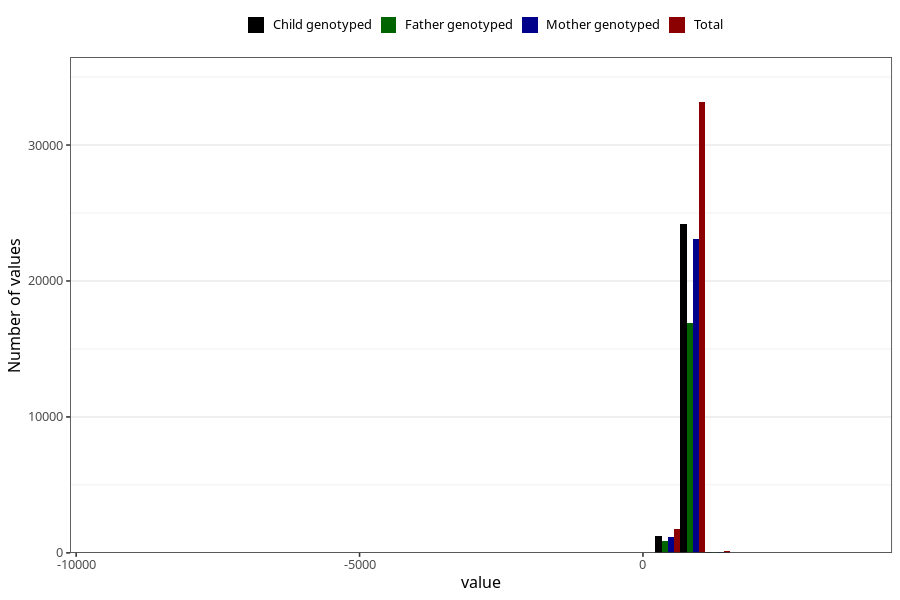 Child genotyped Father genotyped Mother genotyped Total
30000
20000
10000
0
Number of values
-10000 -5000 0
value